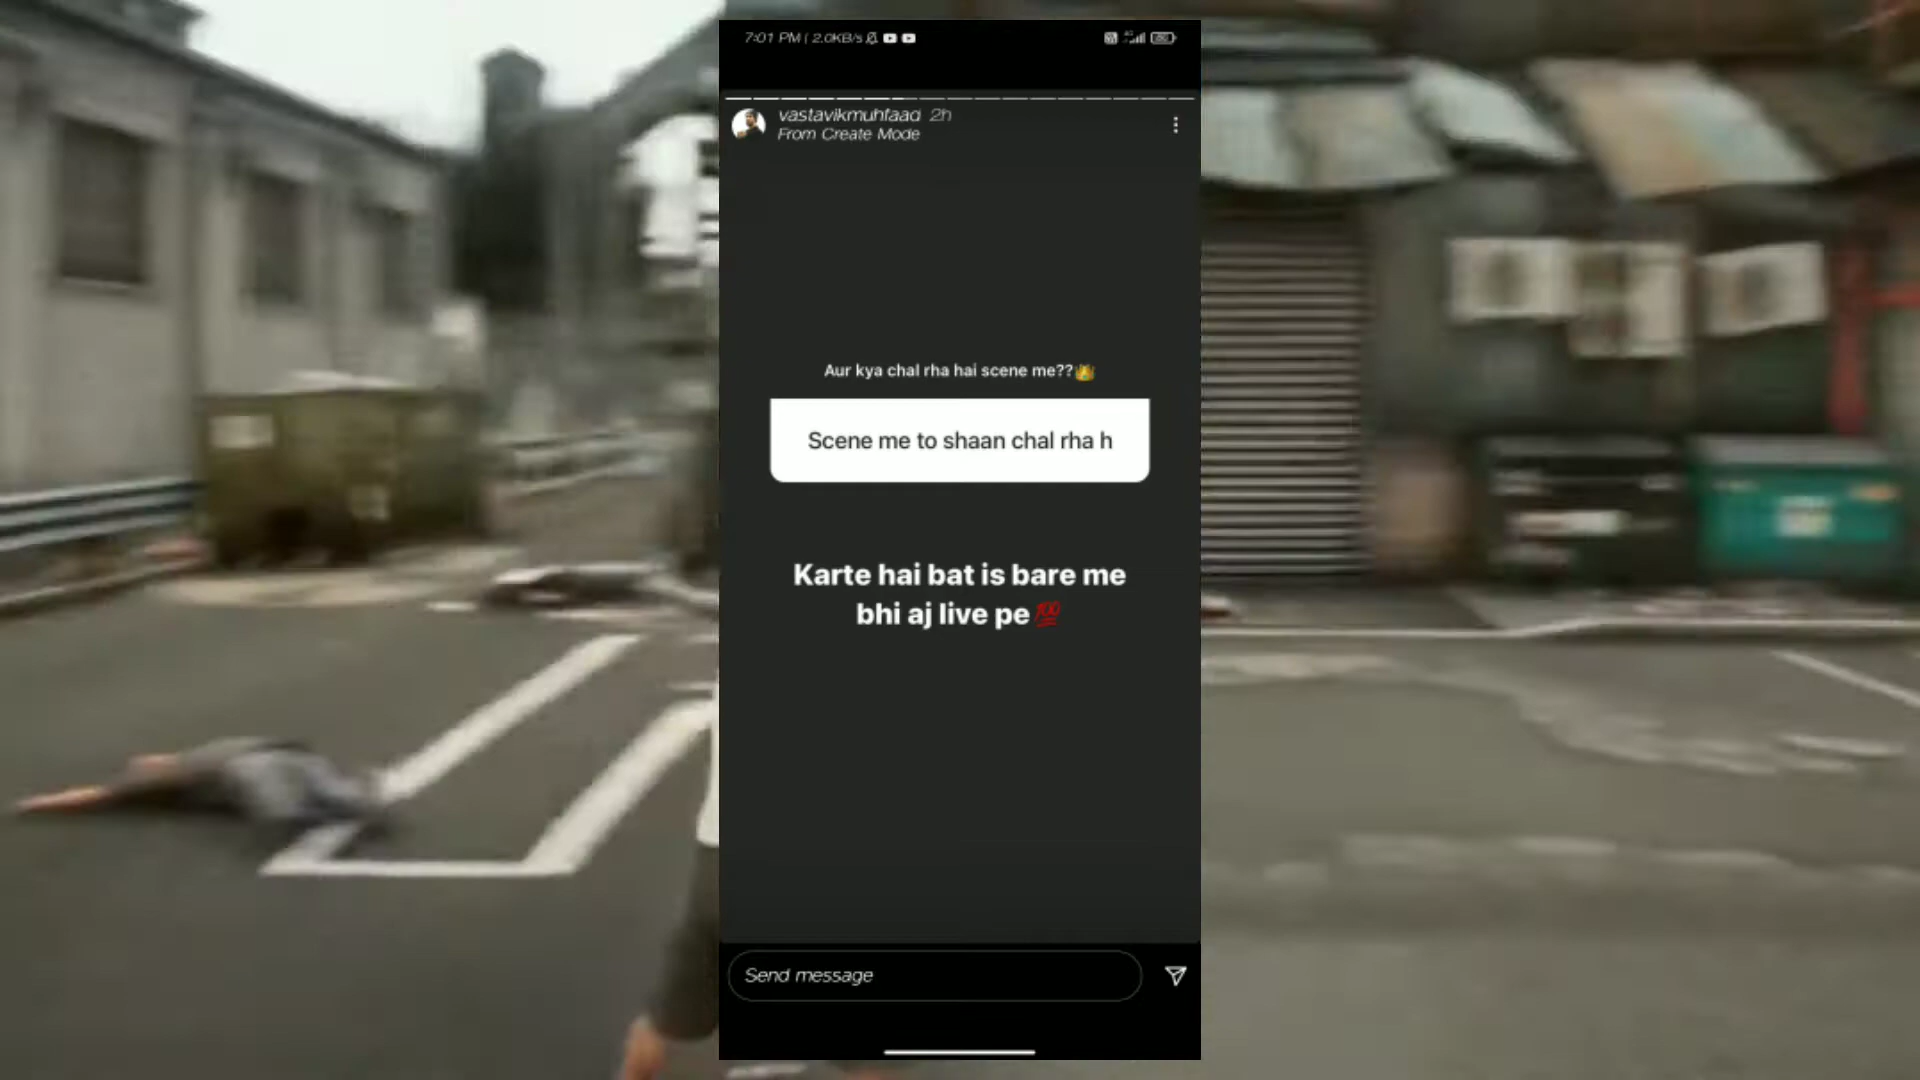 7:01 PM | 2.0KB/s
vastavikmuhfaad 2h
From Create Mode
Aur kya chal rha hai scene me??👑
Scene me to shaan chal rha h
Karte hai bat is bare me
bhi aj live pe💯
Send message